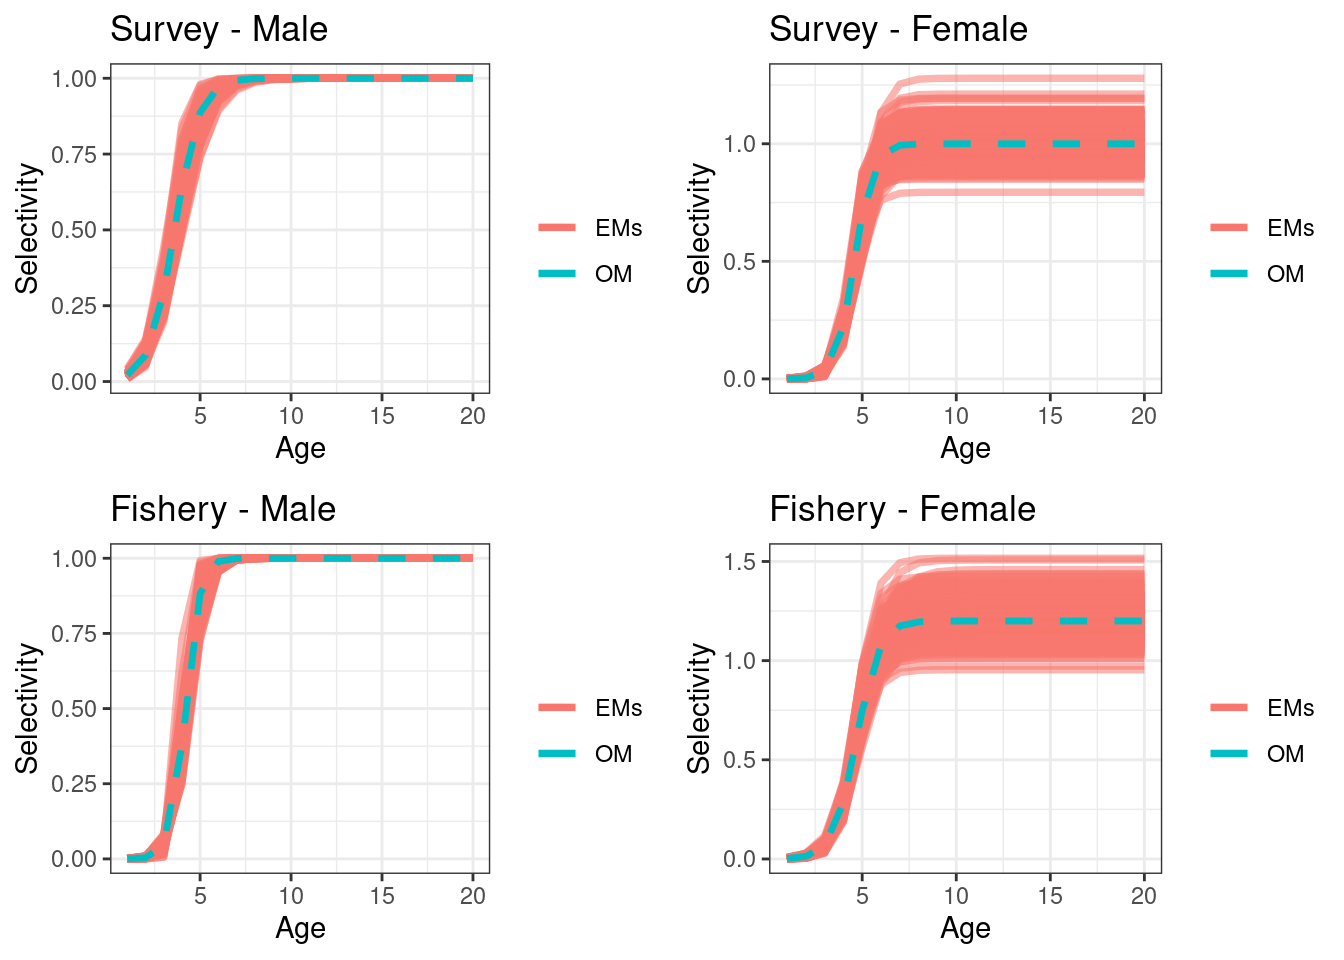 Survey - Male
Selectivity
1.00
0.75
0.50
0.25
0.00
5 10 15 20
Age
EMs
OM
Survey - Female
Selectivity
1.0
0.5
0.0
5 10 15 20
Age
EMs
OM
Fishery - Male
Selectivity
1.00
0.75
0.50
0.25
0.00
5 10 15 20
Age
EMs
OM
Fishery - Female
Selectivity
1.5
1.0
0.5
0.0
5 10 15 20
Age
EMs
OM